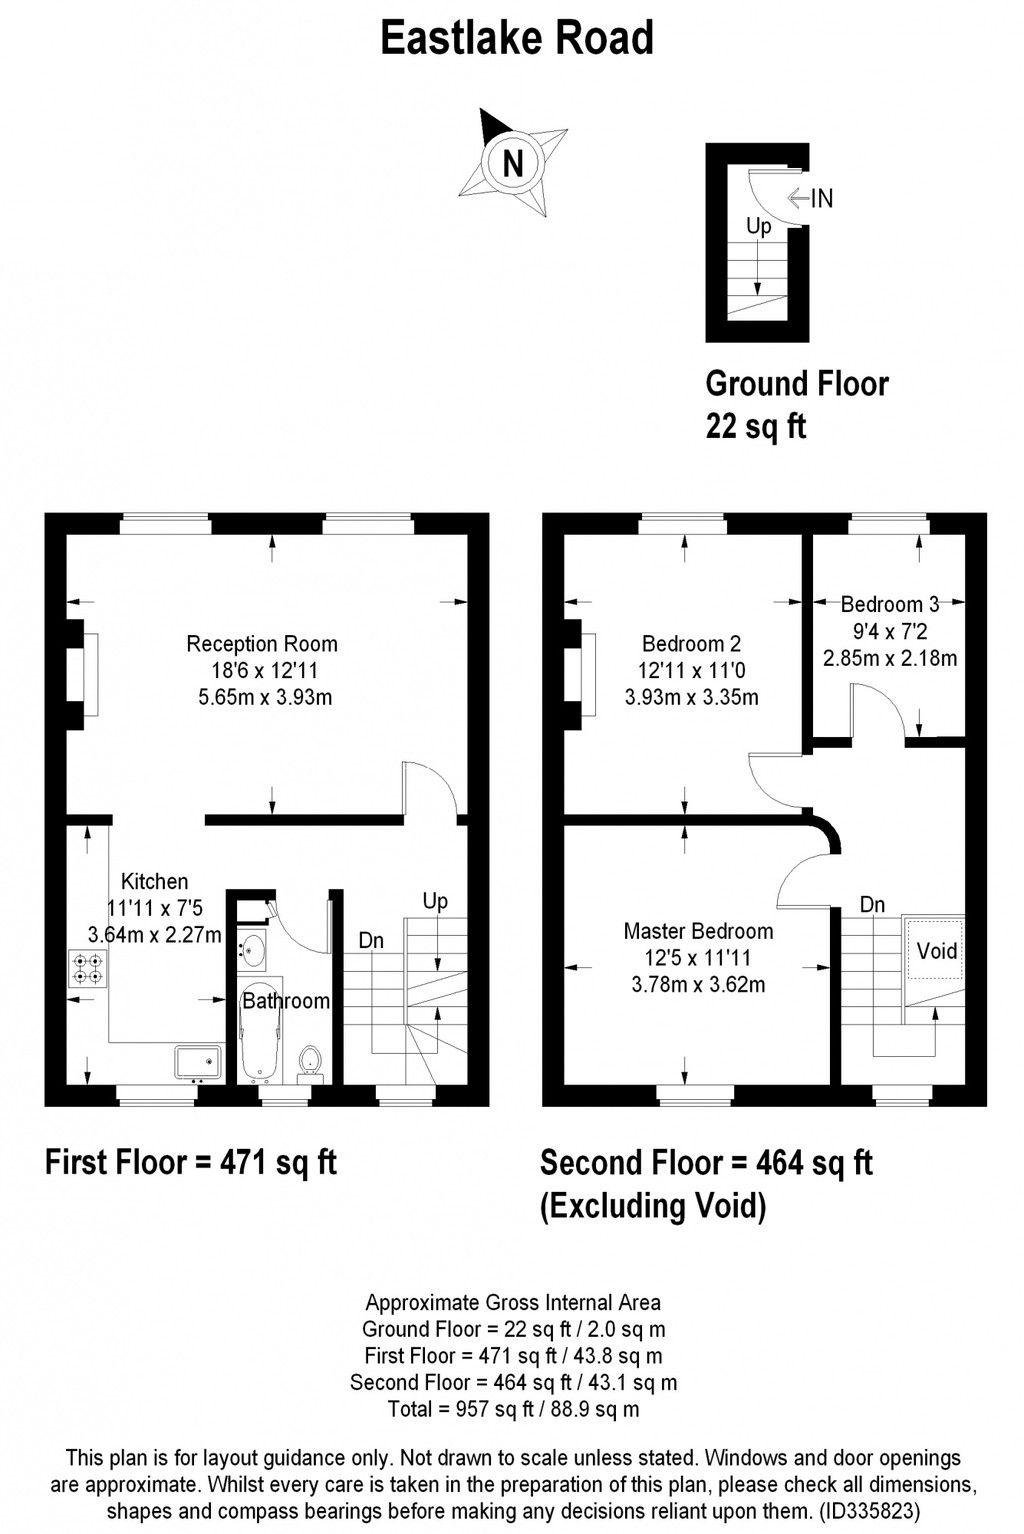 Eastlake Road
N
IN
Up
Ground Floor
22 sq ft
Reception Room
18'6 x 12'11
5.65m x 3.93m
Kitchen
11'11 x 7'5
3.64m x 2.27m
Bathroom
Dn
Up
First Floor = 471 sq ft
Bedroom 2
12'11 x 11'0
3.93m x 3.35m
Bedroom 3
9'4 x 7'2
2.85m x 2.18m
Master Bedroom
12'5 x 11'11
3.78m x 3.62m
Dn
Void
Second Floor = 464 sq ft
(Excluding Void)
Approximate Gross Internal Area
Ground Floor = 22 sq ft / 2.0 sq m
First Floor = 471 sq ft / 43.8 sq m
Second Floor = 464 sq ft / 43.1 sq m
Total = 957 sq ft / 88.9 sq m
This plan is for layout guidance only. Not drawn to scale unless stated. Windows and door openings
are approximate. Whilst every care is taken in the preparation of this plan, please check all dimensions,
shapes and compass bearings before making any decisions reliant upon them. (ID335823)